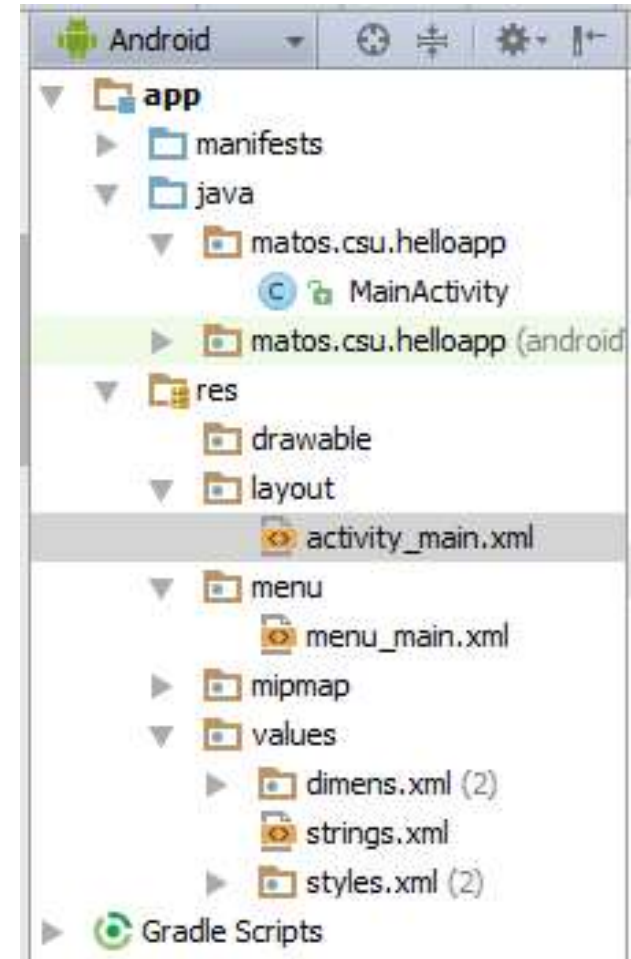 Android
app
manifests
java
matos.csu.helloapp
C MainActivity
matos.csu.helloapp (android
res
drawable
layout
activity_main.xml
menu
menu_main.xml
mipmap
values
dimens.xml (2)
strings.xml
styles.xml (2)
Gradle Scripts